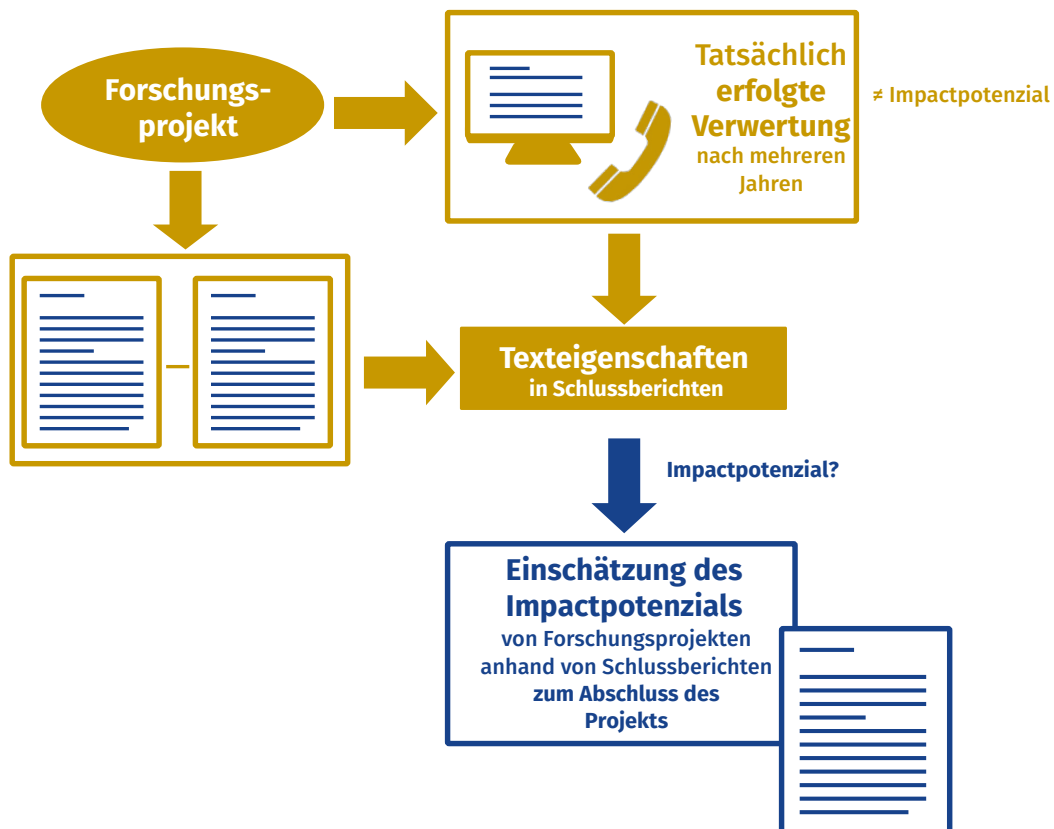 Forschungs-
projekt
Tatsächlich
erfolgte
Verwertung
nach mehreren
Jahren
≠ Impactpotenzial
Texteigenschaften
in Schlussberichten
Impactpotenzial?
Einschätzung des
Impactpotenzials
von Forschungsprojekten
anhand von Schlussberichten
zum Abschluss des
Projekts